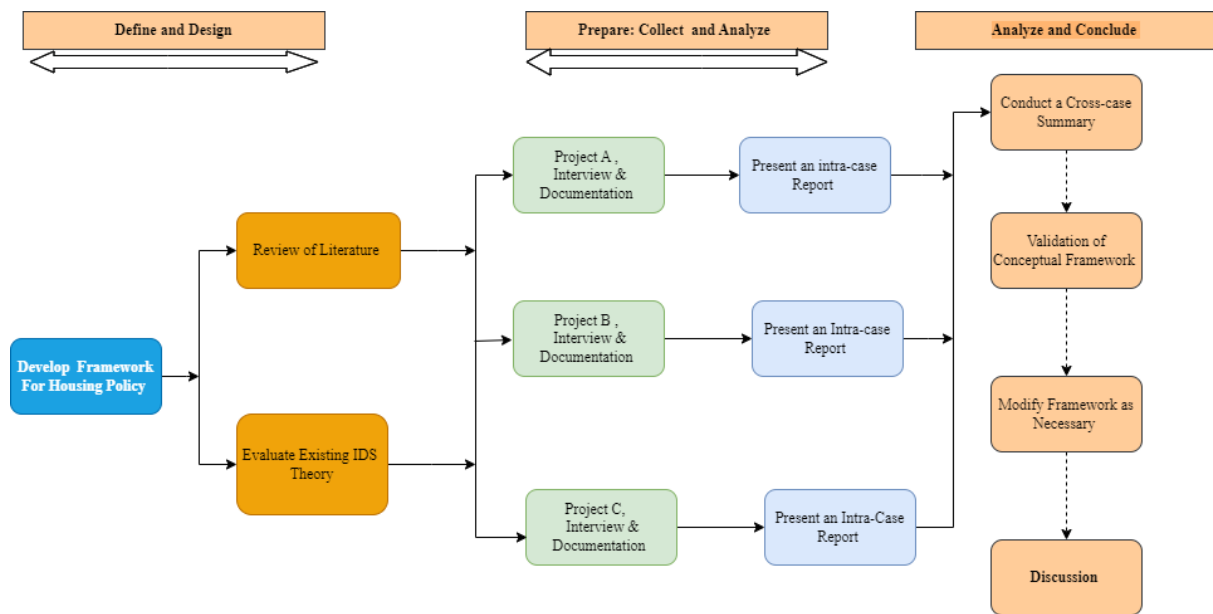 Define and Design
Prepare: Collect and Analyze
Analyze and Conclude
Develop Framework
For Housing Policy
Review of Literature
Evaluate Existing IDS
Theory
Project A ,
Interview &
Documentation
Present an intra-case
Report
Project B ,
Interview &
Documentation
Present an Intra-case
Report
Project C,
Interview &
Documentation
Present an Intra-Case
Report
Conduct a Cross-case
Summary
Validation of
Conceptual Framework
Modify Framework as
Necessary
Discussion